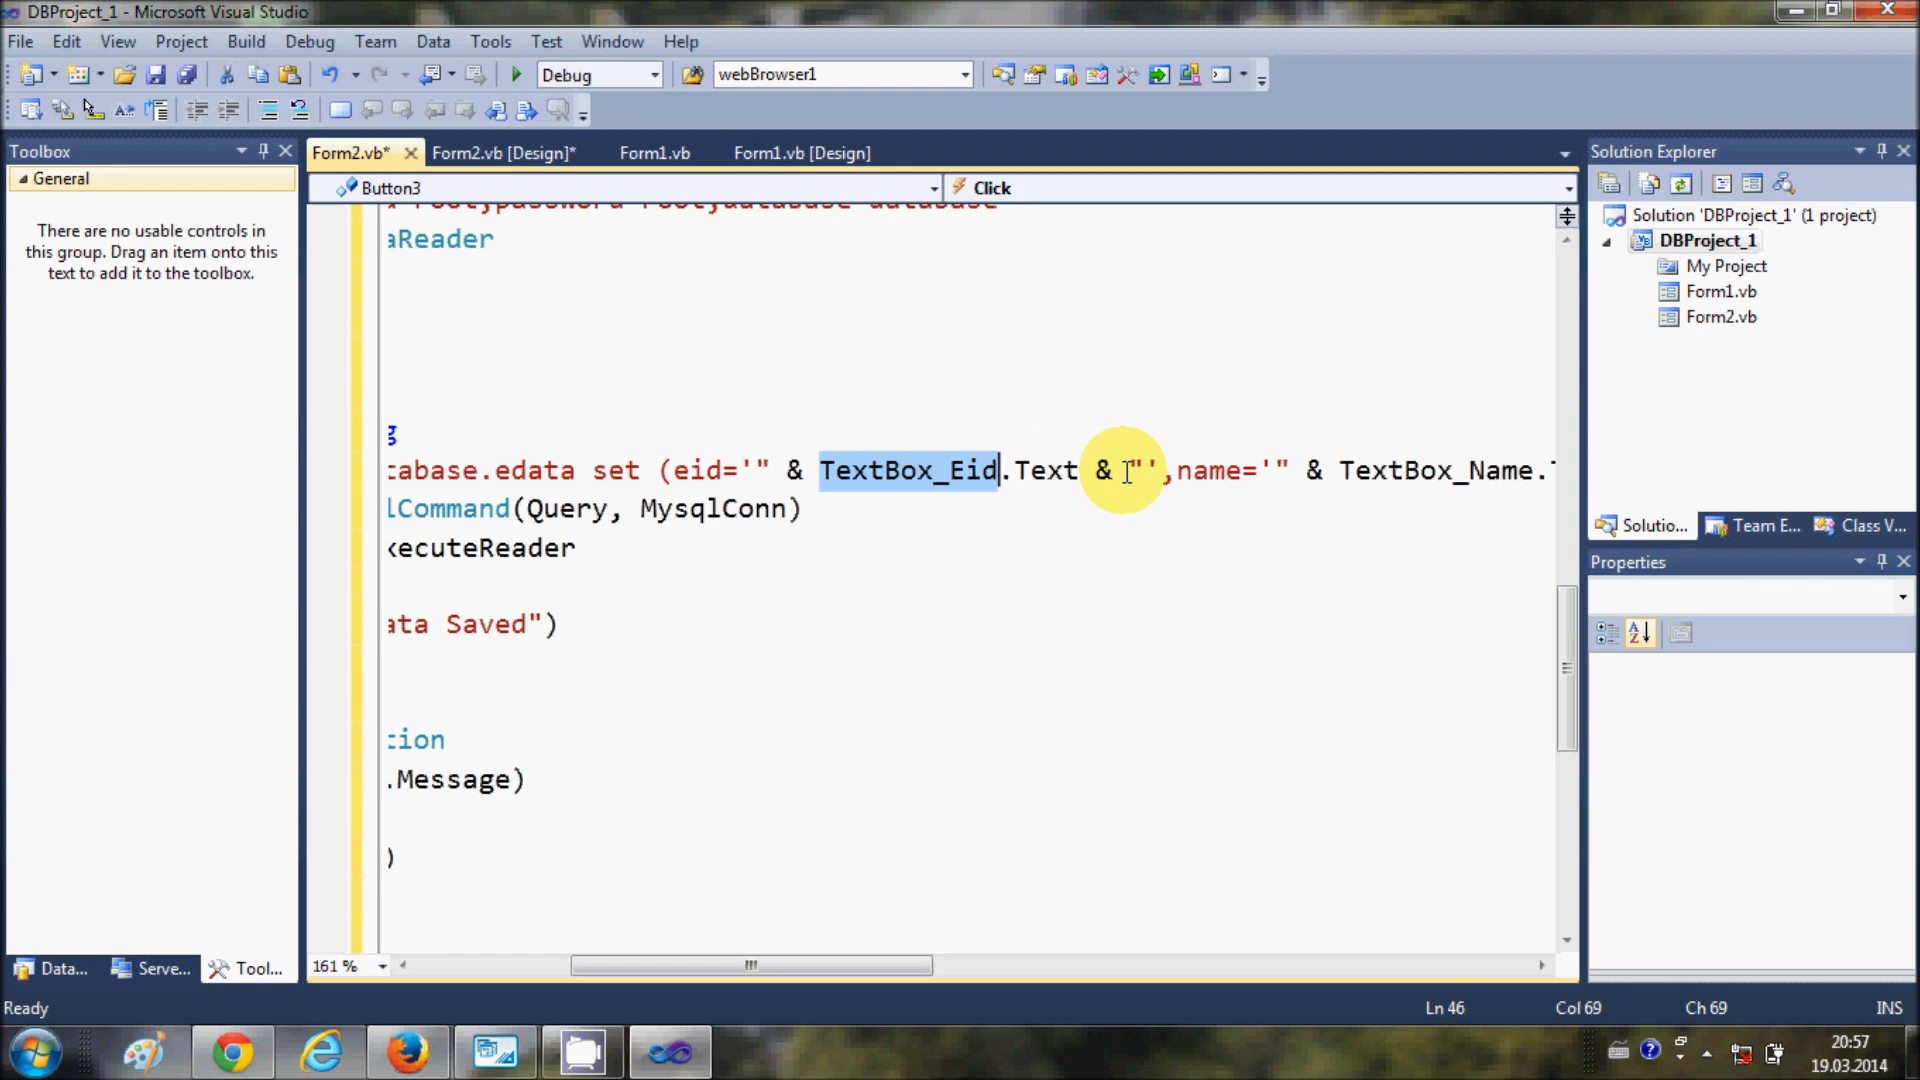 DBProject_1 - Microsoft Visual Studio
File Edit View Project Build Debug Team Data Tools Test Window Help
Debug webBrowser1
Toolbox
General
There are no usable controls in
this group. Drag an item onto this
text to add it to the toolbox.
Data... Serve... Tool...
Form2.vb* Form2.vb [Design]* Form1.vb Form1.vb [Design]
Button3 Click
aReader
g
tabase.edata set (eid='" & TextBox_Eid.Text & "',name='" & TextBox_Name.T
lCommand(Query, MysqlConn)
xecuteReader
ata Saved")
tion
.Message)
)
161 %
Solution Explorer
Solution 'DBProject_1' (1 project)
DBProject_1
My Project
Form1.vb
Form2.vb
Solutio... Team E... Class V...
Properties
Ready Ln 46 Col 69 Ch 69 INS
20:57
19.03.2014